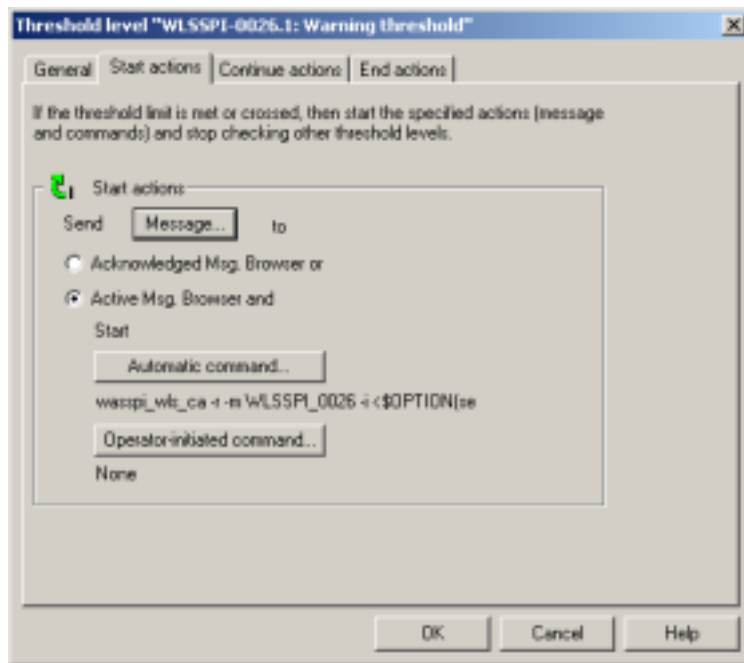 Threshold level "WLSSPI-0026.1: Warning threshold"
General Start actions Continue actions End actions
If the threshold limit is met or crossed, then start the specified actions (message
and commands) and stop checking other threshold levels.
Start actions
Send Message... to
Acknowledged Msg. Browser or
Active Msg. Browser and
Start
Automatic command...
wasspi_wls_ca -r -m WLSSPI_0026 -i <$OPTION(se
Operator-initiated command...
None
OK Cancel Help